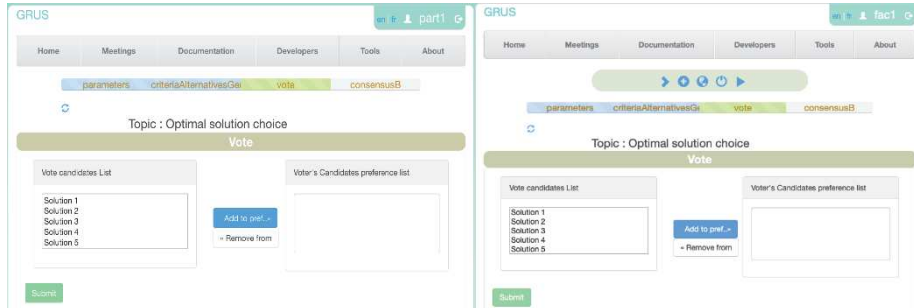 GRUS
en fr part1
Home Meetings Documentation Developers Tools About
parameters criteriaAlternativesGe vote consensusB
Topic : Optimal solution choice
Vote
Vote candidates List
Voter's Candidates preference list
Solution 1
Solution 2
Solution 3
Solution 4
Solution 5
Add to pref..»
« Remove from
Submit
GRUS
en fr fac1
Home Meetings Documentation Developers Tools About
parameters criteriaAlternativesGe vote consensusB
Topic : Optimal solution choice
Vote
Vote candidates List
Voter's Candidates preference list
Solution 1
Solution 2
Solution 3
Solution 4
Solution 5
Add to pref..»
« Remove from
Submit